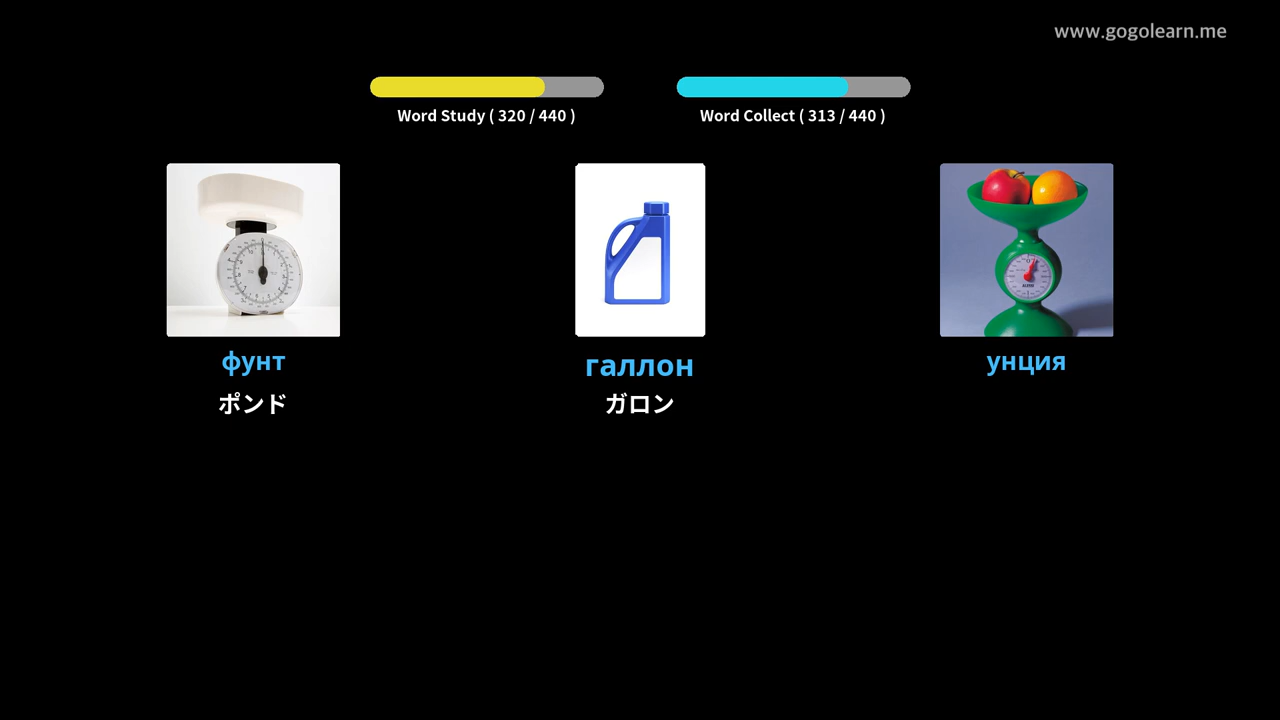 www.gogolearn.me
Word Study ( 320 / 440 )
Word Collect ( 313 / 440 )
фунт
ポンド
галлон
ガロン
унция